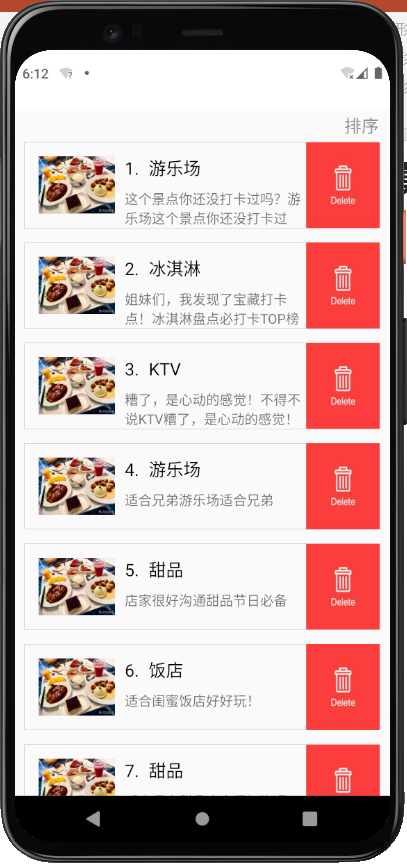 6:12
排序
1. 游乐场
这个景点你还没打卡过吗？游
乐场这个景点你还没打卡过
Delete
2. 冰淇淋
姐妹们，我发现了宝藏打卡
点！冰淇淋盘点必打卡TOP榜
Delete
3. KTV
糟了，是心动的感觉！不得不
说KTV糟了，是心动的感觉！
Delete
4. 游乐场
适合兄弟游乐场适合兄弟
Delete
5. 甜品
店家很好沟通甜品节日必备
Delete
6. 饭店
适合闺蜜饭店好好玩！
Delete
7. 甜品